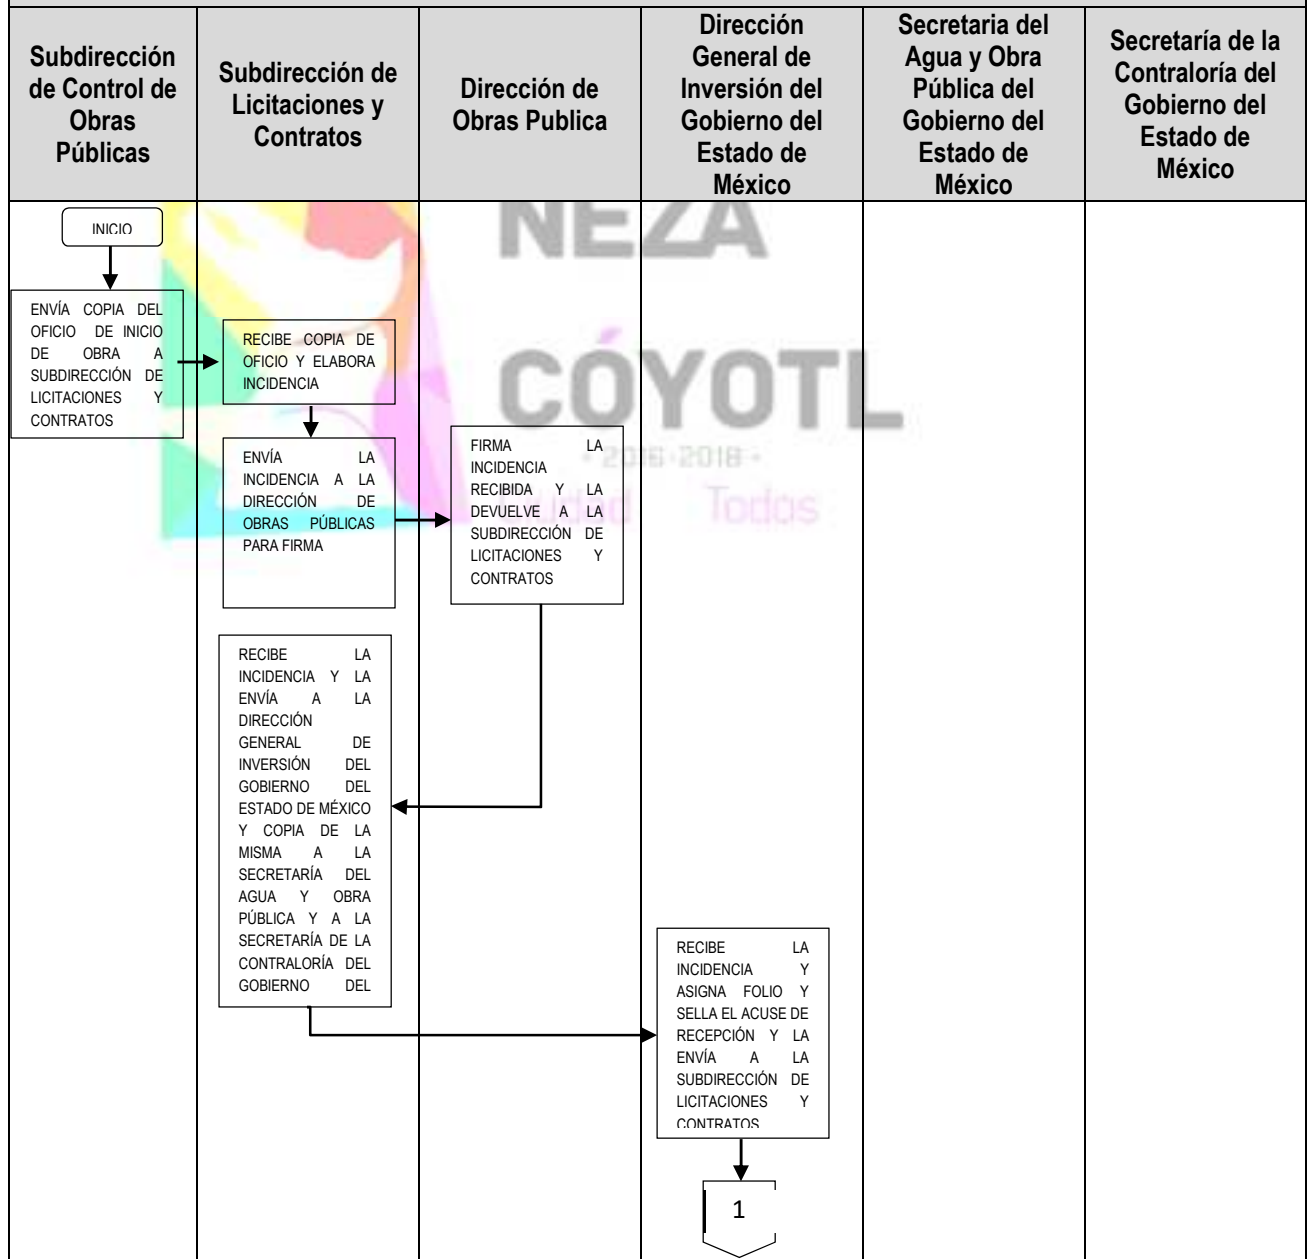 Subdirección
de Control de
Obras
Públicas
Subdirección de
Licitaciones y
Contratos
Dirección de
Obras Publica
Dirección
General de
Inversión del
Gobierno del
Estado de
México
Secretaria del
Agua y Obra
Pública del
Gobierno del
Estado de
México
Secretaría de la
Contraloría del
Gobierno del
Estado de
México
NEZA
CÓYOTL
2016-2018
Ciudad Todos
INICIO
ENVÍA COPIA DEL
OFICIO DE INICIO
DE OBRA A
SUBDIRECCIÓN DE
LICITACIONES Y
CONTRATOS
RECIBE COPIA DE
OFICIO Y ELABORA
INCIDENCIA
ENVÍA LA
INCIDENCIA A LA
DIRECCIÓN DE
OBRAS PÚBLICAS
PARA FIRMA
FIRMA LA
INCIDENCIA
RECIBIDA Y LA
DEVUELVE A LA
SUBDIRECCIÓN DE
LICITACIONES Y
CONTRATOS
RECIBE LA
INCIDENCIA Y LA
ENVÍA A LA
DIRECCIÓN
GENERAL DE
INVERSIÓN DEL
GOBIERNO DEL
ESTADO DE MÉXICO
Y COPIA DE LA
MISMA A LA
SECRETARÍA DEL
AGUA Y OBRA
PÚBLICA Y A LA
SECRETARÍA DE LA
CONTRALORÍA DEL
GOBIERNO DEL
RECIBE LA
INCIDENCIA Y
ASIGNA FOLIO Y
SELLA EL ACUSE DE
RECEPCIÓN Y LA
ENVÍA A LA
SUBDIRECCIÓN DE
LICITACIONES Y
CONTRATOS
1